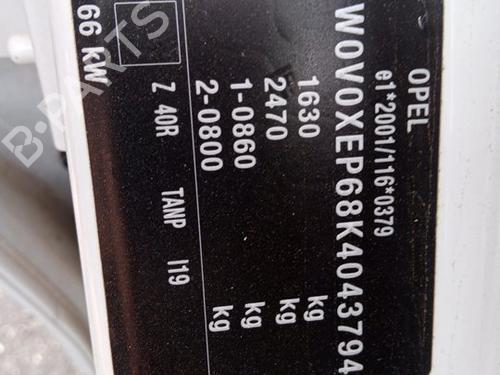 OPEL
e1*2001/116*0379
W0V0XEP68K4043794
1630 kg
2470 kg
1-0860 kg
2-0800 kg
Z 40R TANP I19
66 kW
B-PARTS